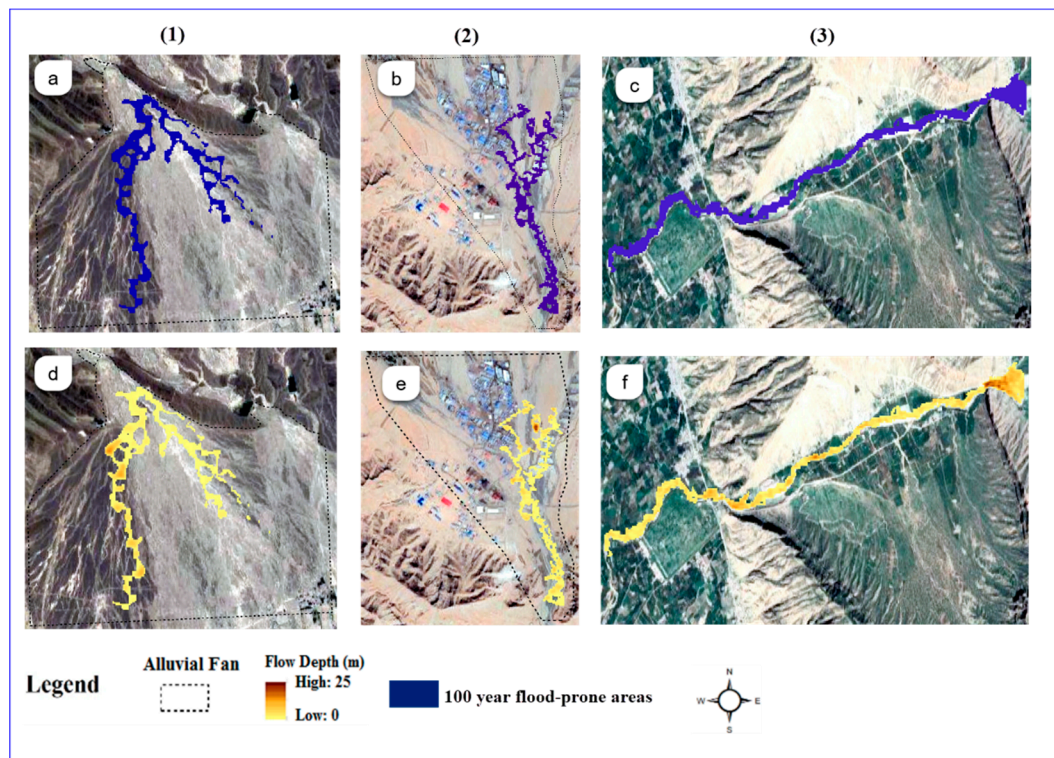 (1)
(2)
(3)
a
b
c
d
e
f
Legend
Alluvial Fan
Flow Depth (m)
High: 25
Low: 0
100 year flood-prone areas
N
W
E
S